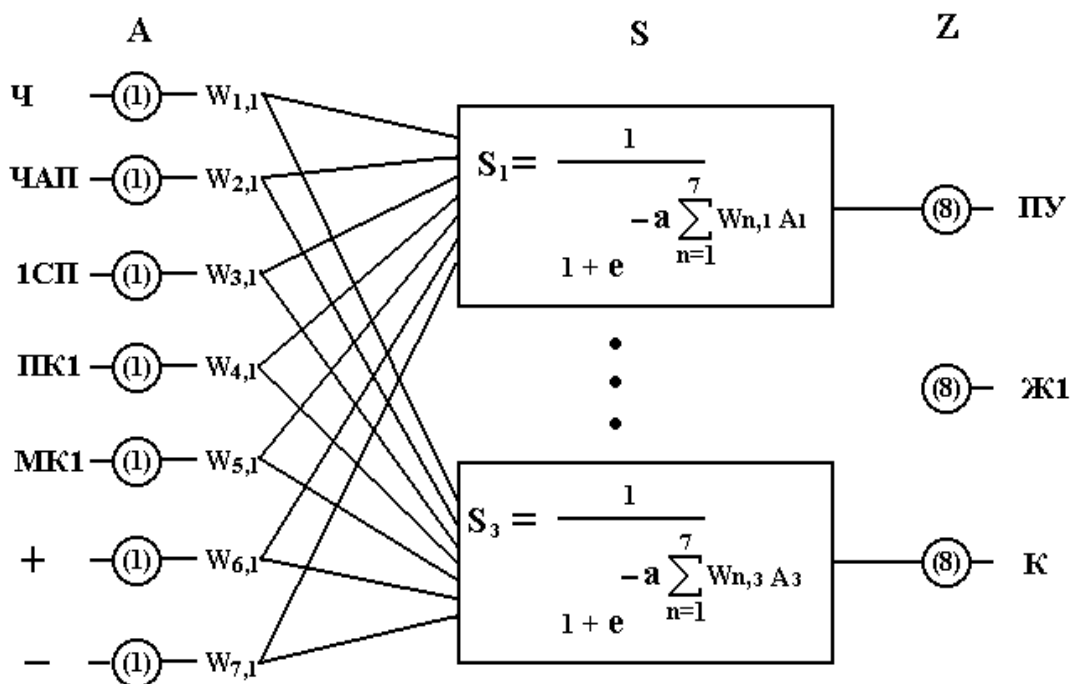 A S Z
Ч (1) W1,1
ЧАП (1) W2,1
1СП (1) W3,1
ПК1 (1) W4,1
МК1 (1) W5,1
+ (1) W6,1
− (1) W7,1
S1 = 1
7
− a ∑ Wn,1 A1
n=1
1 + e
(8) ПУ
(8) Ж1
S3 = 1
7
− a ∑ Wn,3 A3
n=1
1 + e
(8) К